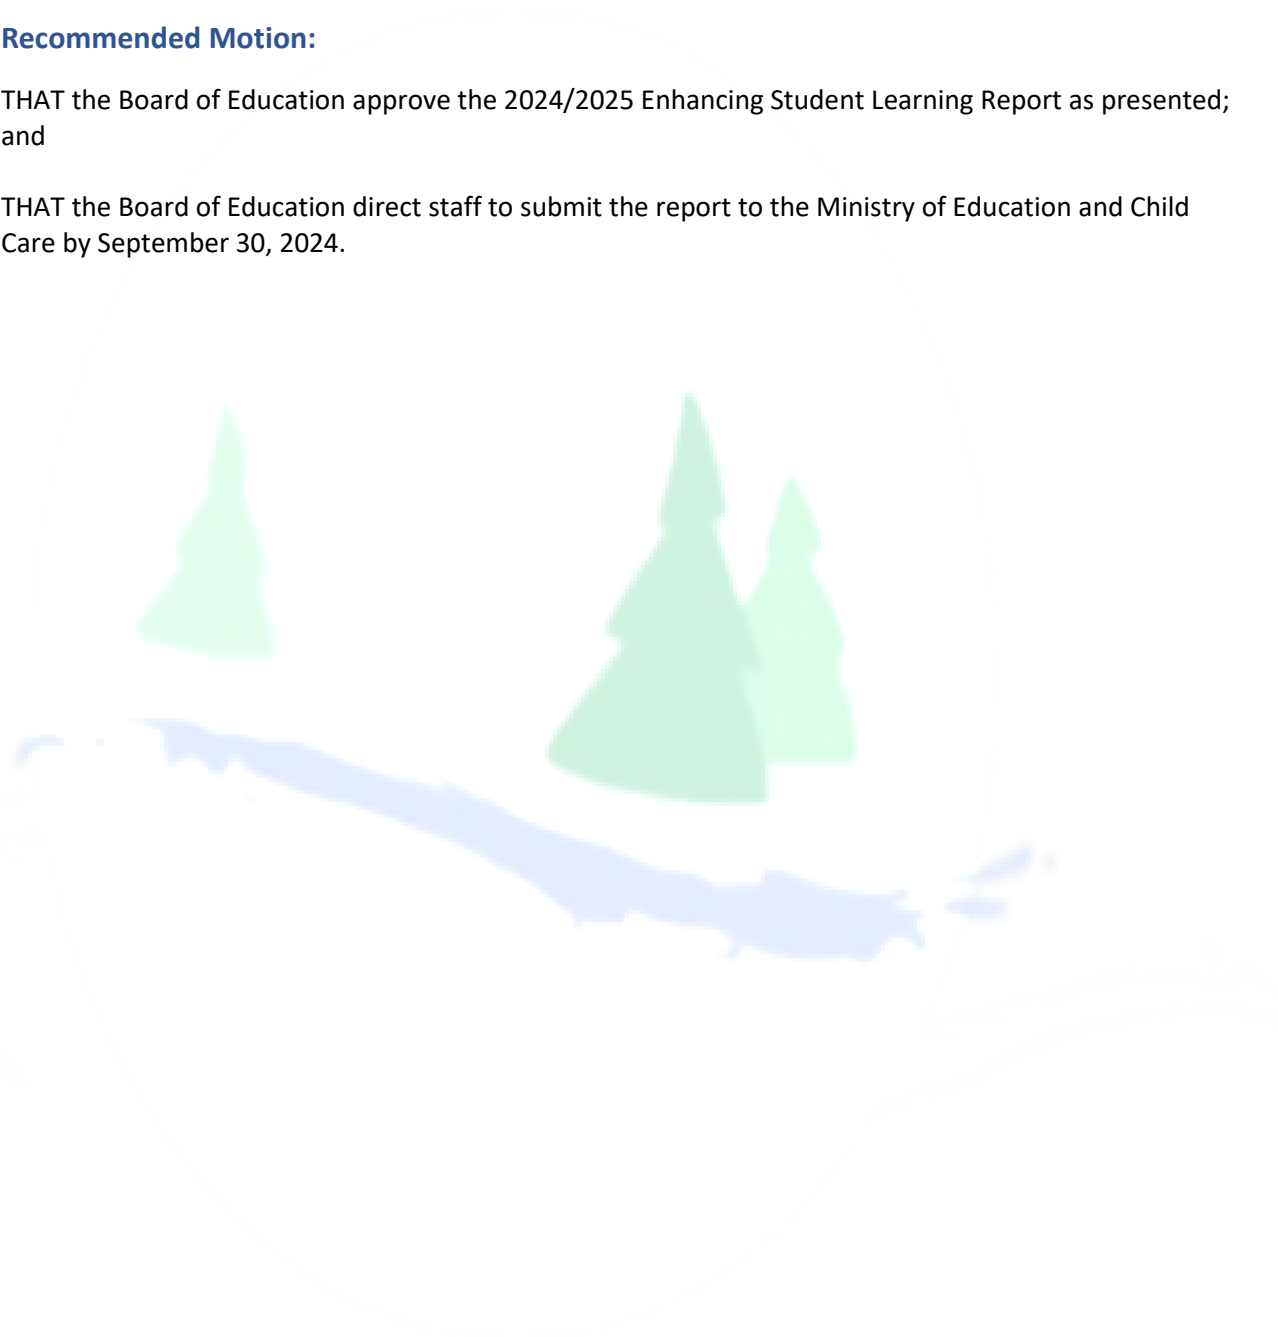 Recommended Motion:
THAT the Board of Education approve the 2024/2025 Enhancing Student Learning Report as presented;
and
THAT the Board of Education direct staff to submit the report to the Ministry of Education and Child
Care by September 30, 2024.